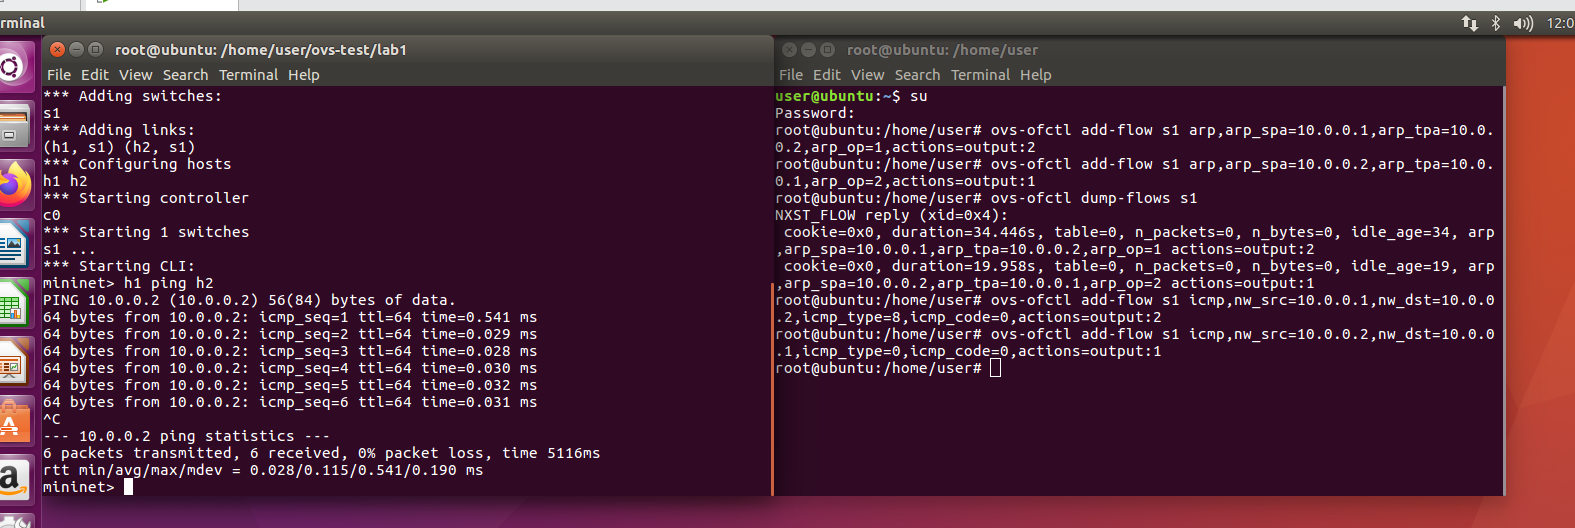 rminal
12:0
root@ubuntu: /home/user/ovs-test/lab1
File Edit View Search Terminal Help
*** Adding switches:
s1
*** Adding links:
(h1, s1) (h2, s1)
*** Configuring hosts
h1 h2
*** Starting controller
c0
*** Starting 1 switches
s1 ...
*** Starting CLI:
mininet> h1 ping h2
PING 10.0.0.2 (10.0.0.2) 56(84) bytes of data.
64 bytes from 10.0.0.2: icmp_seq=1 ttl=64 time=0.541 ms
64 bytes from 10.0.0.2: icmp_seq=2 ttl=64 time=0.029 ms
64 bytes from 10.0.0.2: icmp_seq=3 ttl=64 time=0.028 ms
64 bytes from 10.0.0.2: icmp_seq=4 ttl=64 time=0.030 ms
64 bytes from 10.0.0.2: icmp_seq=5 ttl=64 time=0.032 ms
64 bytes from 10.0.0.2: icmp_seq=6 ttl=64 time=0.031 ms
^C
--- 10.0.0.2 ping statistics ---
6 packets transmitted, 6 received, 0% packet loss, time 5116ms
rtt min/avg/max/mdev = 0.028/0.115/0.541/0.190 ms
mininet>
root@ubuntu: /home/user
File Edit View Search Terminal Help
user@ubuntu:~$ su
Password:
root@ubuntu:/home/user# ovs-ofctl add-flow s1 arp,arp_spa=10.0.0.1,arp_tpa=10.0.
0.2,arp_op=1,actions=output:2
root@ubuntu:/home/user# ovs-ofctl add-flow s1 arp,arp_spa=10.0.0.2,arp_tpa=10.0.
0.1,arp_op=2,actions=output:1
root@ubuntu:/home/user# ovs-ofctl dump-flows s1
NXST_FLOW reply (xid=0x4):
cookie=0x0, duration=34.446s, table=0, n_packets=0, n_bytes=0, idle_age=34, arp
,arp_spa=10.0.0.1,arp_tpa=10.0.0.2,arp_op=1 actions=output:2
cookie=0x0, duration=19.958s, table=0, n_packets=0, n_bytes=0, idle_age=19, arp
,arp_spa=10.0.0.2,arp_tpa=10.0.0.1,arp_op=2 actions=output:1
root@ubuntu:/home/user# ovs-ofctl add-flow s1 icmp,nw_src=10.0.0.1,nw_dst=10.0.0
.2,icmp_type=8,icmp_code=0,actions=output:2
root@ubuntu:/home/user# ovs-ofctl add-flow s1 icmp,nw_src=10.0.0.2,nw_dst=10.0.0
.1,icmp_type=0,icmp_code=0,actions=output:1
root@ubuntu:/home/user#